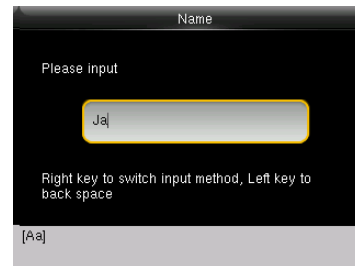 Name
Please input
Ja
Right key to switch input method, Left key to
back space
[Aa]